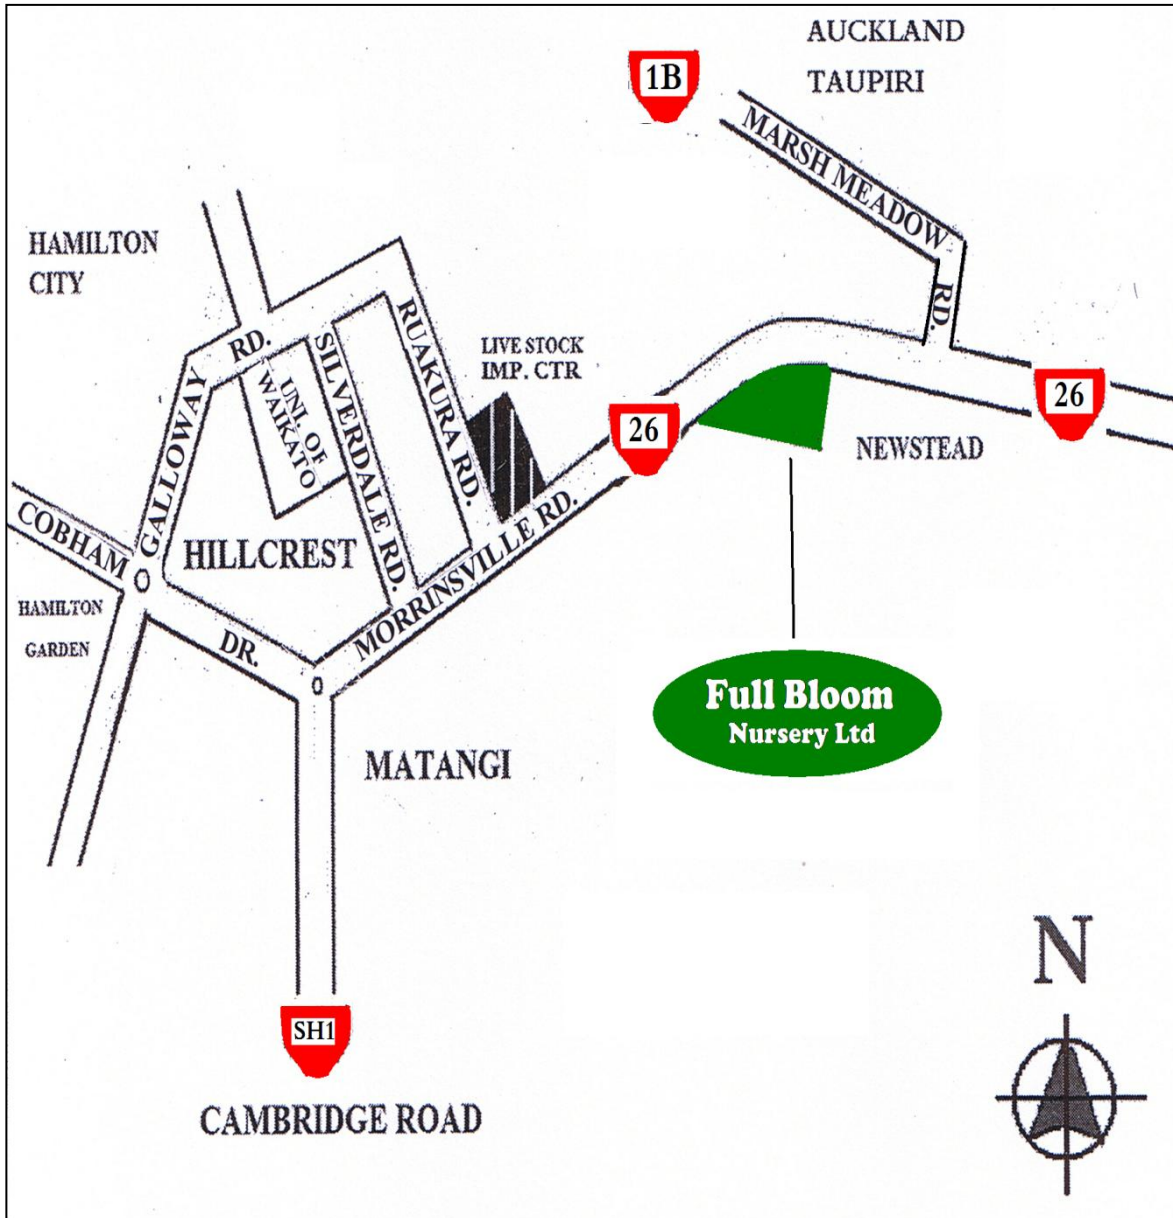 AUCKLAND
TAUPIRI
1B
MARSH MEADOW
RD.
HAMILTON
CITY
RD.
GALLOWAY
UNI. OF
WAIKATO
SILVERDALE RD.
RUAKURA RD.
LIVE STOCK
IMP. CTR
26
26
NEWSTEAD
COBHAM
DR.
HILLCREST
MORRINSVILLE RD.
HAMILTON
GARDEN
Full Bloom
Nursery Ltd
MATANGI
N
SH1
CAMBRIDGE ROAD